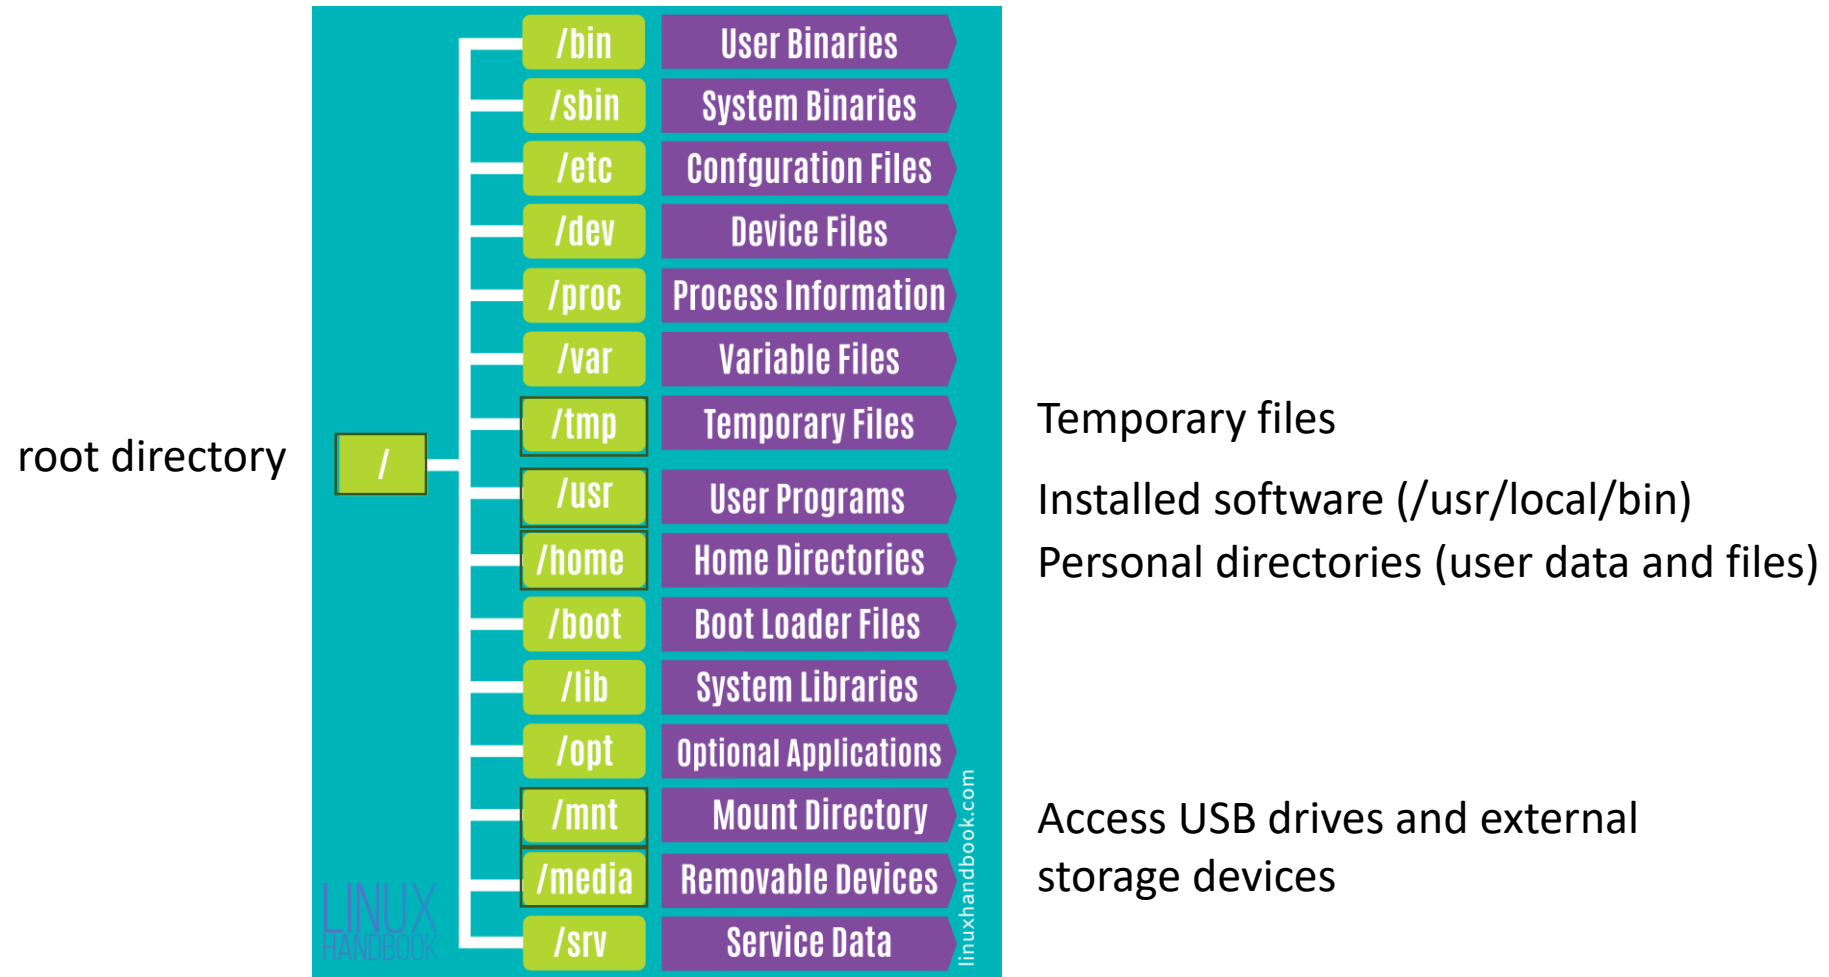 /bin User Binaries
/sbin System Binaries
/etc Confguration Files
/dev Device Files
/proc Process Information
/var Variable Files
/tmp Temporary Files Temporary files
root directory /
/usr User Programs Installed software (/usr/local/bin)
/home Home Directories Personal directories (user data and files)
/boot Boot Loader Files
/lib System Libraries
/opt Optional Applications
/mnt Mount Directory Access USB drives and external
/media Removable Devices storage devices
/srv Service Data
LINUX
HANDBOOK
linuxhandbook.com